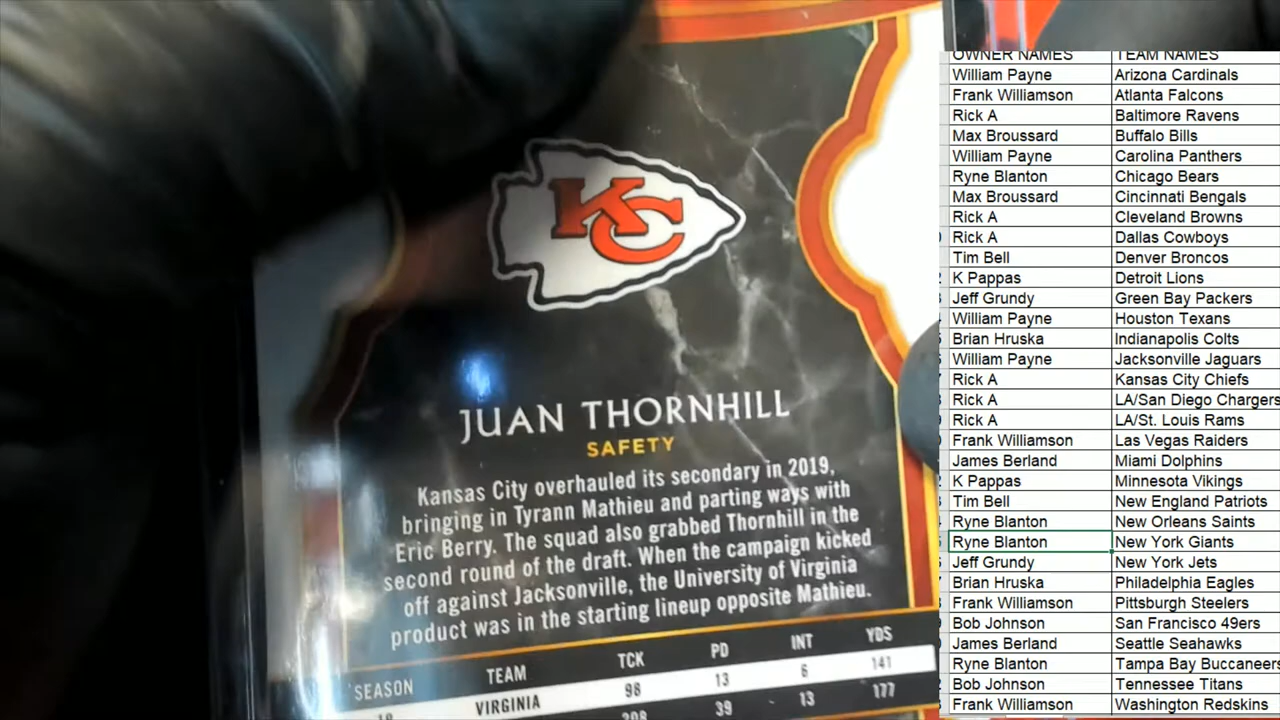 KC
JUAN THORNHILL
SAFETY
Kansas City overhauled its secondary in 2019,
bringing in Tyrann Mathieu and parting ways with
Eric Berry. The squad also grabbed Thornhill in the
second round of the draft. When the campaign kicked
off against Jacksonville, the University of Virginia
product was in the starting lineup opposite Mathieu.
SEASON TEAM TCK PD INT YDS
VIRGINIA 98 13 6 141
208 39 13 177
OWNER NAMES TEAM NAMES
William Payne Arizona Cardinals
Frank Williamson Atlanta Falcons
Rick A Baltimore Ravens
Max Broussard Buffalo Bills
William Payne Carolina Panthers
Ryne Blanton Chicago Bears
Max Broussard Cincinnati Bengals
Rick A Cleveland Browns
Rick A Dallas Cowboys
Tim Bell Denver Broncos
K Pappas Detroit Lions
Jeff Grundy Green Bay Packers
William Payne Houston Texans
Brian Hruska Indianapolis Colts
William Payne Jacksonville Jaguars
Rick A Kansas City Chiefs
Rick A LA/San Diego Chargers
Rick A LA/St. Louis Rams
Frank Williamson Las Vegas Raiders
James Berland Miami Dolphins
K Pappas Minnesota Vikings
Tim Bell New England Patriots
Ryne Blanton New Orleans Saints
Ryne Blanton New York Giants
Jeff Grundy New York Jets
Brian Hruska Philadelphia Eagles
Frank Williamson Pittsburgh Steelers
Bob Johnson San Francisco 49ers
James Berland Seattle Seahawks
Ryne Blanton Tampa Bay Buccaneers
Bob Johnson Tennessee Titans
Frank Williamson Washington Redskins